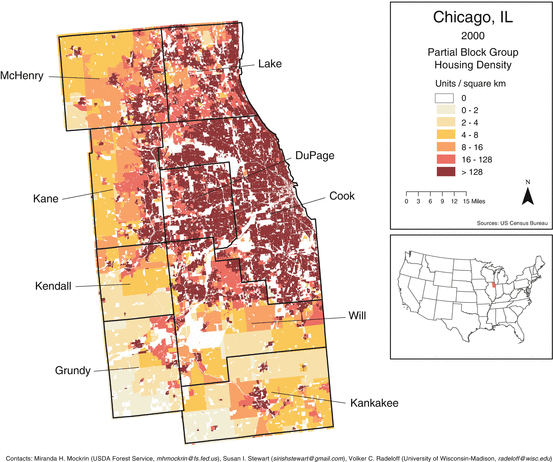 Chicago, IL
2000
Partial Block Group
Housing Density
Units / square km
0
0 - 2
2 - 4
4 - 8
8 - 16
16 - 128
> 128
N
0 3 6 9 12 15 Miles
Sources: US Census Bureau
McHenry
Lake
DuPage
Kane
Cook
Kendall
Will
Grundy
Kankakee
Contacts: Miranda H. Mockrin (USDA Forest Service, mhmockrin@fs.fed.us), Susan I. Stewart (sirishstewart@gmail.com), Volker C. Radeloff (University of Wisconsin-Madison, radeloff@wisc.edu)